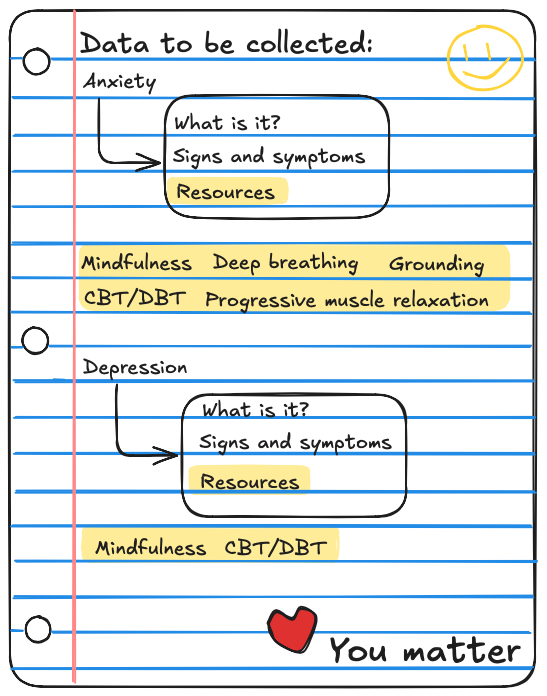 Data to be collected:
Anxiety
What is it?
Signs and symptoms
Resources
Mindfulness Deep breathing Grounding
CBT/DBT Progressive muscle relaxation
Depression
What is it?
Signs and symptoms
Resources
Mindfulness CBT/DBT
You matter